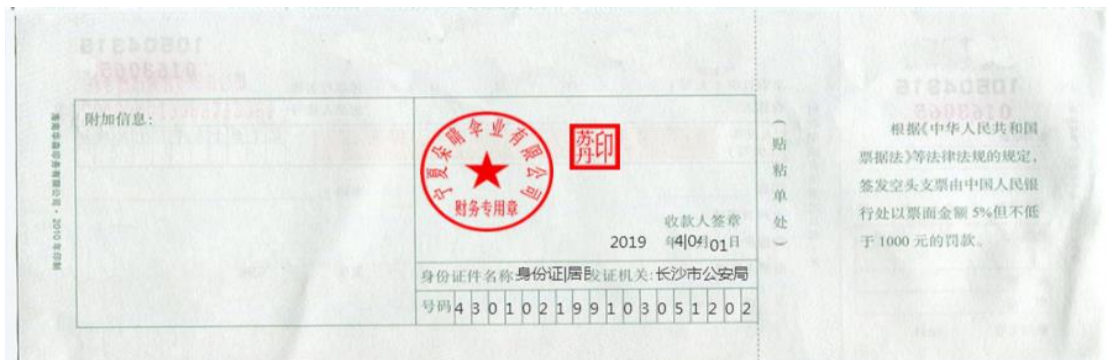 附加信息：
宁夏朵晴伞业有限公司
财务专用章
苏丹印
收款人签章
2019 年4 04月01日
身份证件名称:身份证 居 发证机关:长沙市公安局
号码 4 3 0 1 0 2 1 9 9 1 0 3 0 5 1 2 0 2
（贴粘单处）
根据《中华人民共和国
票据法》等法律法规的规定，
签发空头支票由中国人民银
行处以票面金额 5%但不低
于 1000 元的罚款。
10504316
0163065